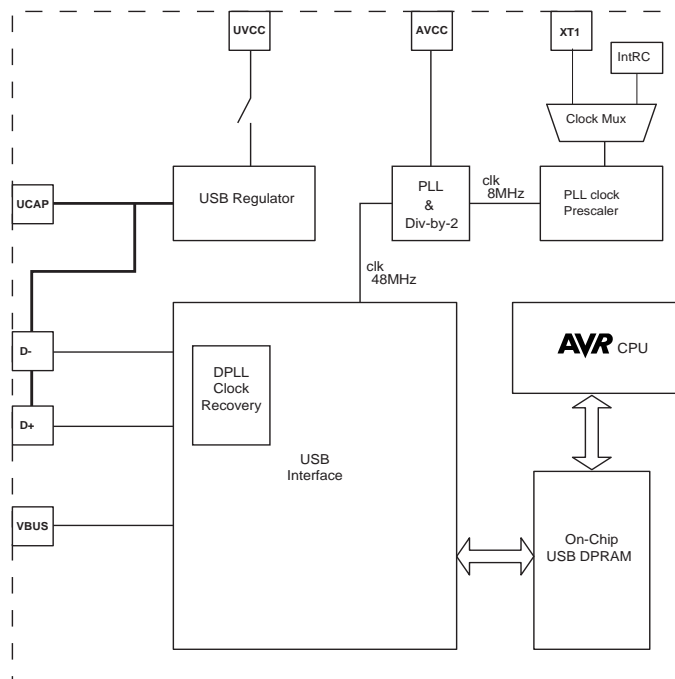 UVCC
AVCC
XT1
IntRC
Clock Mux
UCAP
USB Regulator
PLL
&
Div-by-2
clk
8MHz
PLL clock
Prescaler
clk
48MHz
D-
D+
VBUS
DPLL
Clock
Recovery
USB
Interface
AVR CPU
On-Chip
USB DPRAM